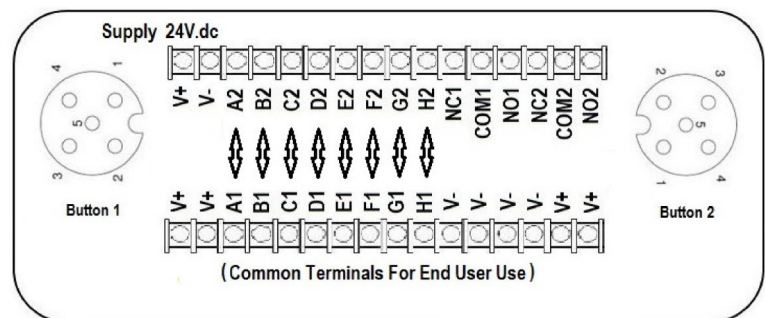 Supply 24V.dc
4 1
5
3 2
Button 1
V+ V- A2 B2 C2 D2 E2 F2 G2 H2 NC1 COM1 NO1 NC2 COM2 NO2
V+ V+ A1 B1 C1 D1 E1 F1 G1 H1 V- V- V- V- V+ V+
(Common Terminals For End User Use)
2 3
5
1 4
Button 2